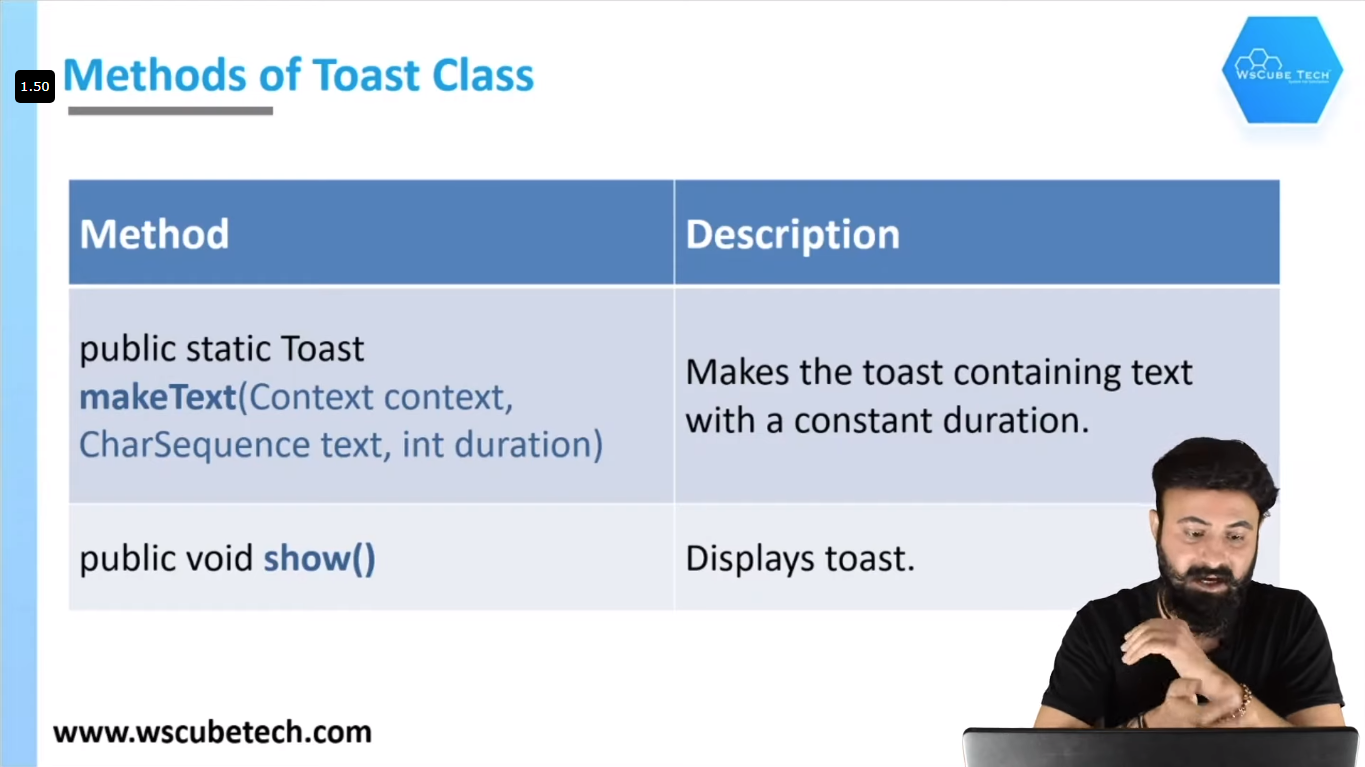 1.50
Methods of Toast Class
WsCube Tech
Method
Description
public static Toast
makeText(Context context,
CharSequence text, int duration)
Makes the toast containing text
with a constant duration.
public void show()
Displays toast.
www.wscubetech.com